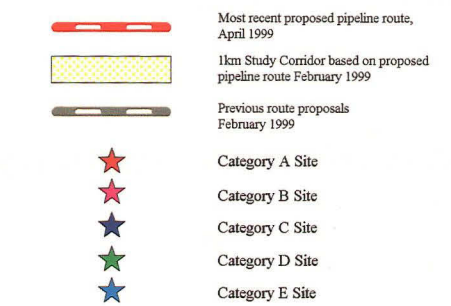 Most recent proposed pipeline route,
April 1999
1km Study Corridor based on proposed
pipeline route February 1999
Previous route proposals
February 1999
Category A Site
Category B Site
Category C Site
Category D Site
Category E Site